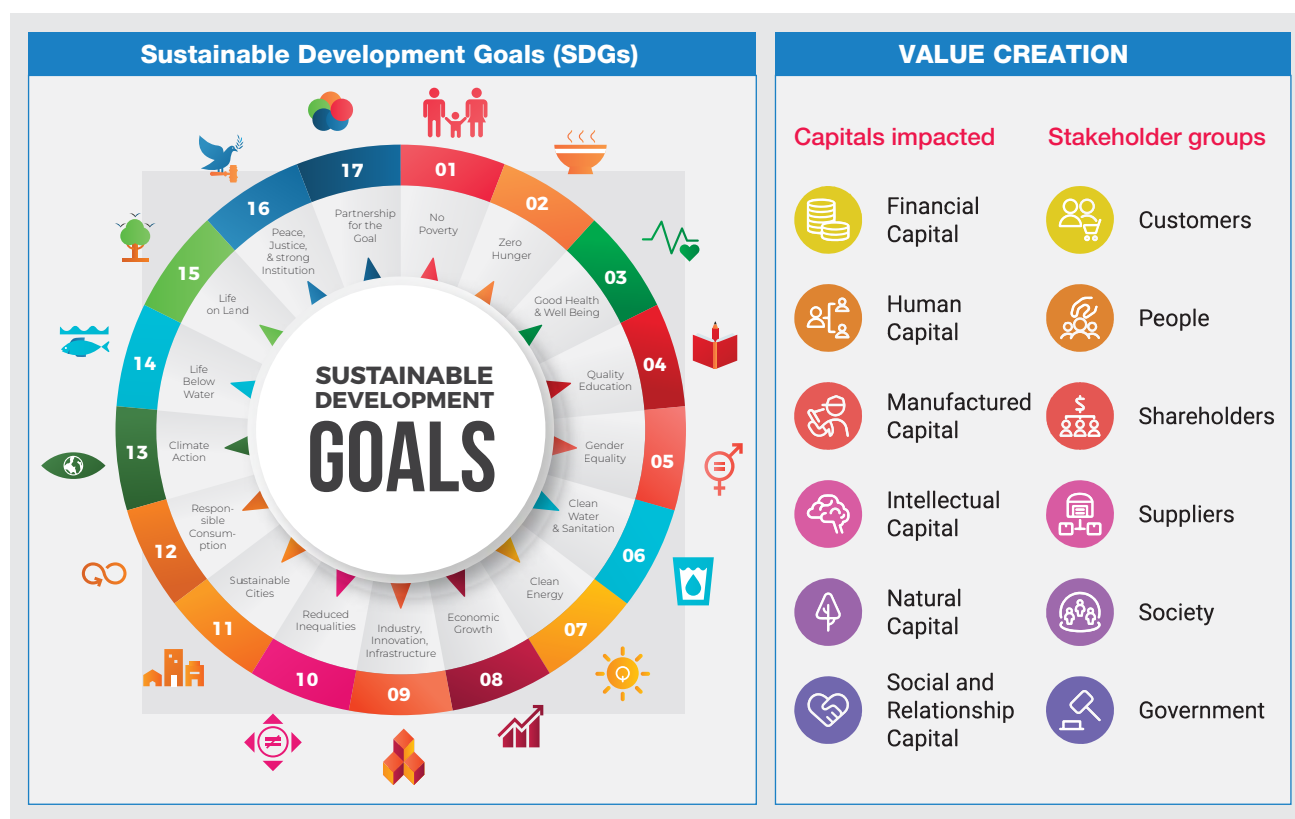 Sustainable Development Goals (SDGs)
01
No
Poverty
02
Zero
Hunger
03
Good Health
& Well Being
04
Quality
Education
05
Gender
Equality
06
Clean
Water
& Sanitation
07
Clean
Energy
08
Economic
Growth
09
Industry,
Innovation,
Infrastructure
10
Reduced
Inequalities
11
Sustainable
Cities
12
Respon-
sible
Consum-
ption
13
Climate
Action
14
Life
Below
Water
15
Life
on Land
16
Peace,
Justice,
& strong
Institution
17
Partnership
for the
Goal
SUSTAINABLE
DEVELOPMENT
GOALS
VALUE CREATION
Capitals impacted
Financial
Capital
Human
Capital
Manufactured
Capital
Intellectual
Capital
Natural
Capital
Social and
Relationship
Capital
Stakeholder groups
Customers
People
$
Shareholders
Suppliers
Society
Government